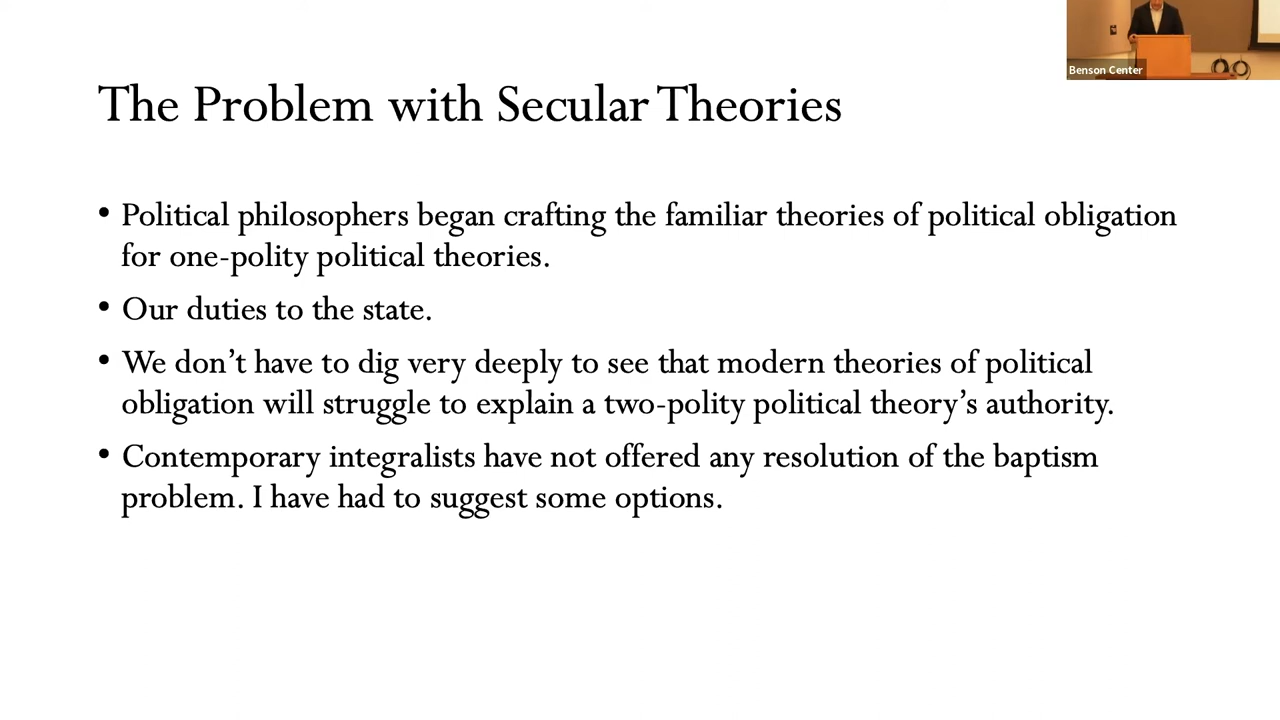 Benson Center
The Problem with Secular Theories
• Political philosophers began crafting the familiar theories of political obligation
for one-polity political theories.
• Our duties to the state.
• We don’t have to dig very deeply to see that modern theories of political
obligation will struggle to explain a two-polity political theory’s authority.
• Contemporary integralists have not offered any resolution of the baptism
problem. I have had to suggest some options.